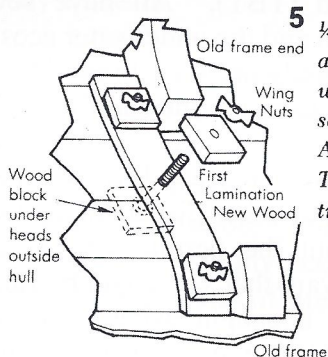 5
Old frame end
Wing
Nuts
First
Lamination
New Wood
Wood
block
under
heads
outside
hull
Old frame